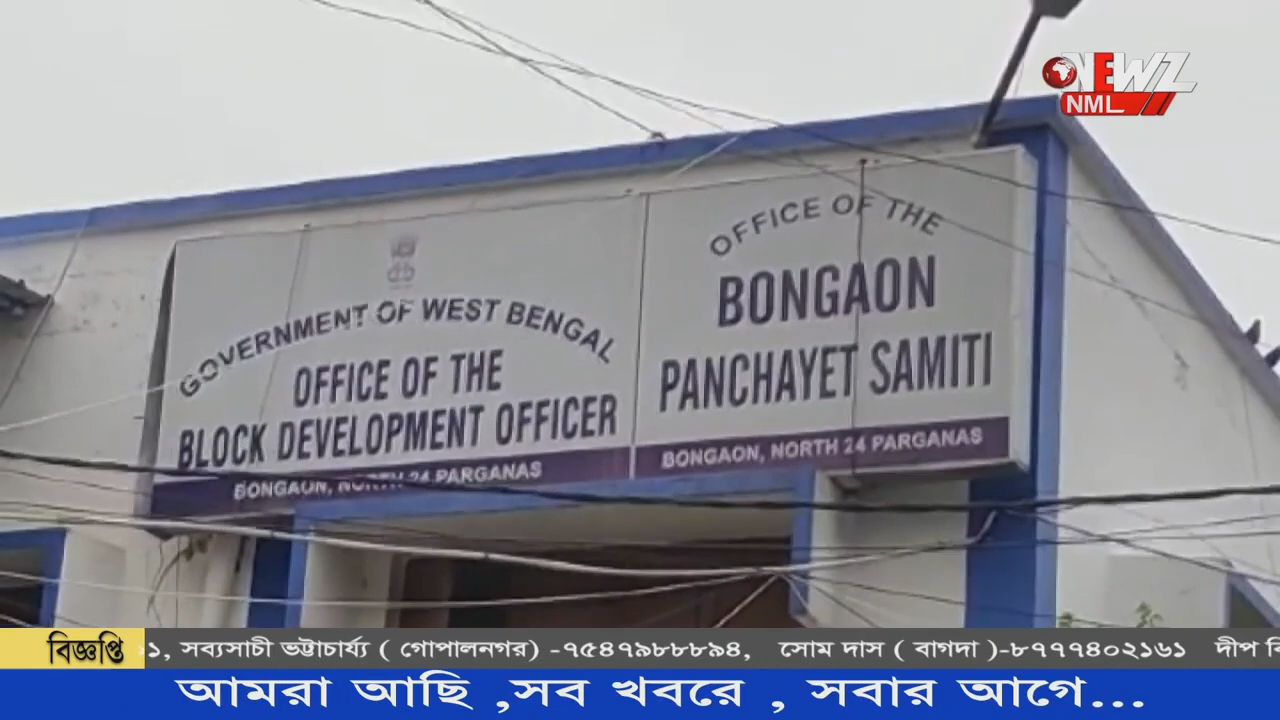 NEWZ
NML
GOVERNMENT OF WEST BENGAL
OFFICE OF THE
BLOCK DEVELOPMENT OFFICER
BONGAON, NORTH 24 PARGANAS
OFFICE OF THE
BONGAON
PANCHAYET SAMITI
BONGAON, NORTH 24 PARGANAS
বিজ্ঞপ্তি
১, সব্যসাচী ভট্টাচার্য্য ( গোপালনগর) -৭৫৪৭৯৮৮৮৯৪, সোম দাস ( বাগদা )-৮৭৭৭৪০২১৬১ দীপ
আমরা আছি ,সব খবরে , সবার আগে...